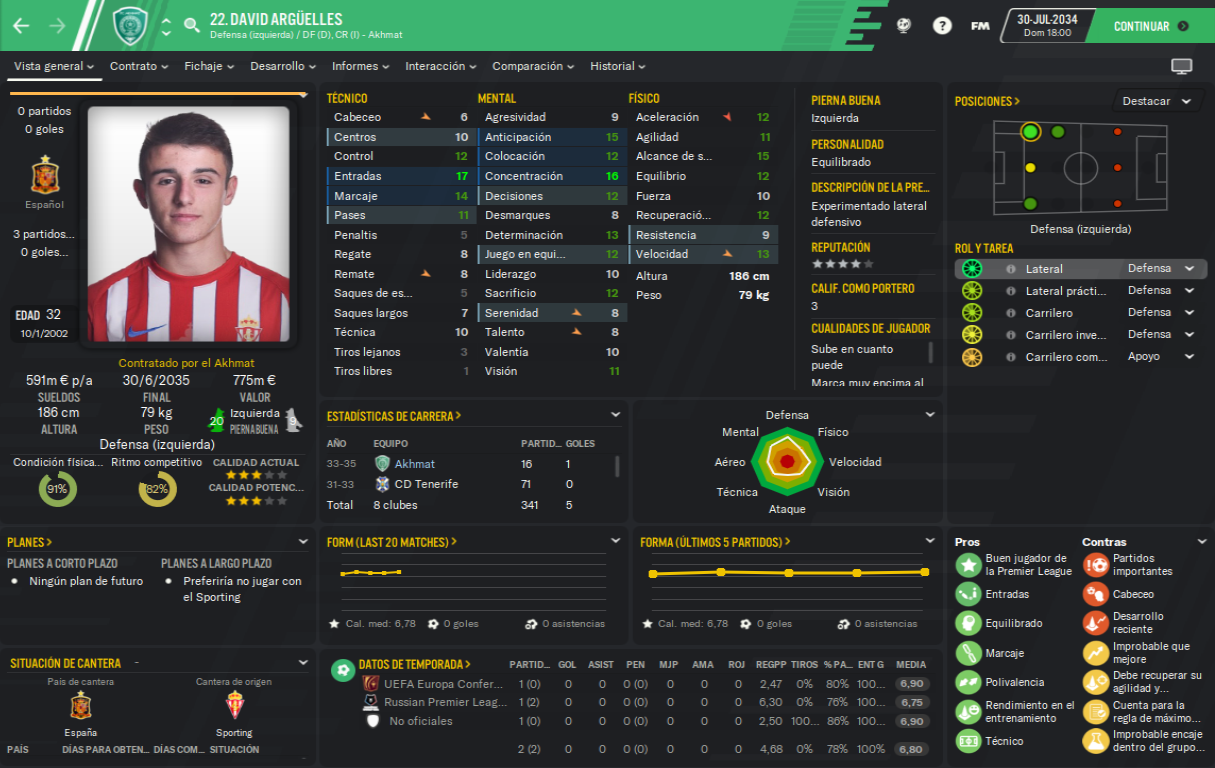 22. DAVID ARGÜELLES
Defensa (izquierda) / DF (D), CR (I) - Akhmat
?
FM
30-JUL-2034
Dom 18:00
CONTINUAR
Vista general
Contrato
Fichaje
Desarrollo
Informes
Interacción
Comparación
Historial
0 partidos
0 goles
Español
3 partidos...
0 goles...
EDAD 32
10/1/2002
Contratado por el Akhmat
591m € p/a
SUELDOS
30/6/2035
FINAL
775m €
VALOR
186 cm
ALTURA
79 kg
PESO
20
Izquierda
PIERNA BUENA
9
Defensa (izquierda)
Condición física...
91%
Ritmo competitivo
82%
CALIDAD ACTUAL
CALIDAD POTENC...
TÉCNICO
Cabeceo 6
Centros 10
Control 12
Entradas 17
Marcaje 14
Pases 11
Penaltis 5
Regate 8
Remate 8
Saques de es... 5
Saques largos 7
Técnica 10
Tiros lejanos 3
Tiros libres 1
MENTAL
Agresividad 9
Anticipación 15
Colocación 12
Concentración 16
Decisiones 12
Desmarques 8
Determinación 13
Juego en equi... 12
Liderazgo 10
Sacrificio 12
Serenidad 8
Talento 8
Valentía 10
Visión 11
FÍSICO
Aceleración 12
Agilidad 11
Alcance de s... 15
Equilibrio 12
Fuerza 10
Recuperació... 12
Resistencia 9
Velocidad 13
Altura 186 cm
Peso 79 kg
PIERNA BUENA
Izquierda
PERSONALIDAD
Equilibrado
DESCRIPCIÓN DE LA PRE...
Experimentado lateral
defensivo
REPUTACIÓN
CALIF. COMO PORTERO
3
CUALIDADES DE JUGADOR
Sube en cuanto
puede
Marca muy encima al
POSICIONES >
Destacar
Defensa (izquierda)
ROL Y TAREA
Lateral Defensa
Lateral prácti... Defensa
Carrilero Defensa
Carrilero inve... Defensa
Carrilero com... Apoyo
ESTADÍSTICAS DE CARRERA >
AÑO EQUIPO PARTID... GOLES
33-35 Akhmat 16 1
31-33 CD Tenerife 71 0
Total 8 clubes 341 5
Defensa
Mental
Físico
Aéreo
Velocidad
Técnica
Visión
Ataque
PLANES >
PLANES A CORTO PLAZO
Ningún plan de futuro
PLANES A LARGO PLAZO
Preferiría no jugar con
el Sporting
FORM (LAST 20 MATCHES) >
Cal. med: 6,78
0 goles
0 asistencias
FORMA (ÚLTIMOS 5 PARTIDOS) >
Cal. med: 6,78
0 goles
0 asistencias
Pros
Buen jugador de
la Premier League
Entradas
Equilibrado
Marcaje
Polivalencia
Rendimiento en el
entrenamiento
Técnico
Contras
Partidos
importantes
Cabeceo
Desarrollo
reciente
Improbable que
mejore
Debe recuperar su
agilidad y...
Cuenta para la
regla de máximo...
Improbable encaje
dentro del grupo...
SITUACIÓN DE CANTERA -
País de cantera
España
Cantera de origen
Sporting
PAÍS DÍAS PARA OBTEN... DÍAS COM... SITUACIÓN
-
DATOS DE TEMPORADA > PARTID... GOL ASIST PEN MJP AMA ROJ REGPP TIROS % PA... ENT G MEDIA
UEFA Europa Confer... 1 (0) 0 0 0 (0) 0 0 0 2,47 0% 80% 100... 6,90
Russian Premier Leag... 1 (2) 0 0 0 (0) 0 0 0 6,30 0% 76% 100... 6,75
No oficiales 1 (0) 0 0 0 (0) 0 0 0 2,50 100... 86% 100... 6,90
2 (2) 0 0 0 (0) 0 0 0 4,68 0% 78% 100% 6,80